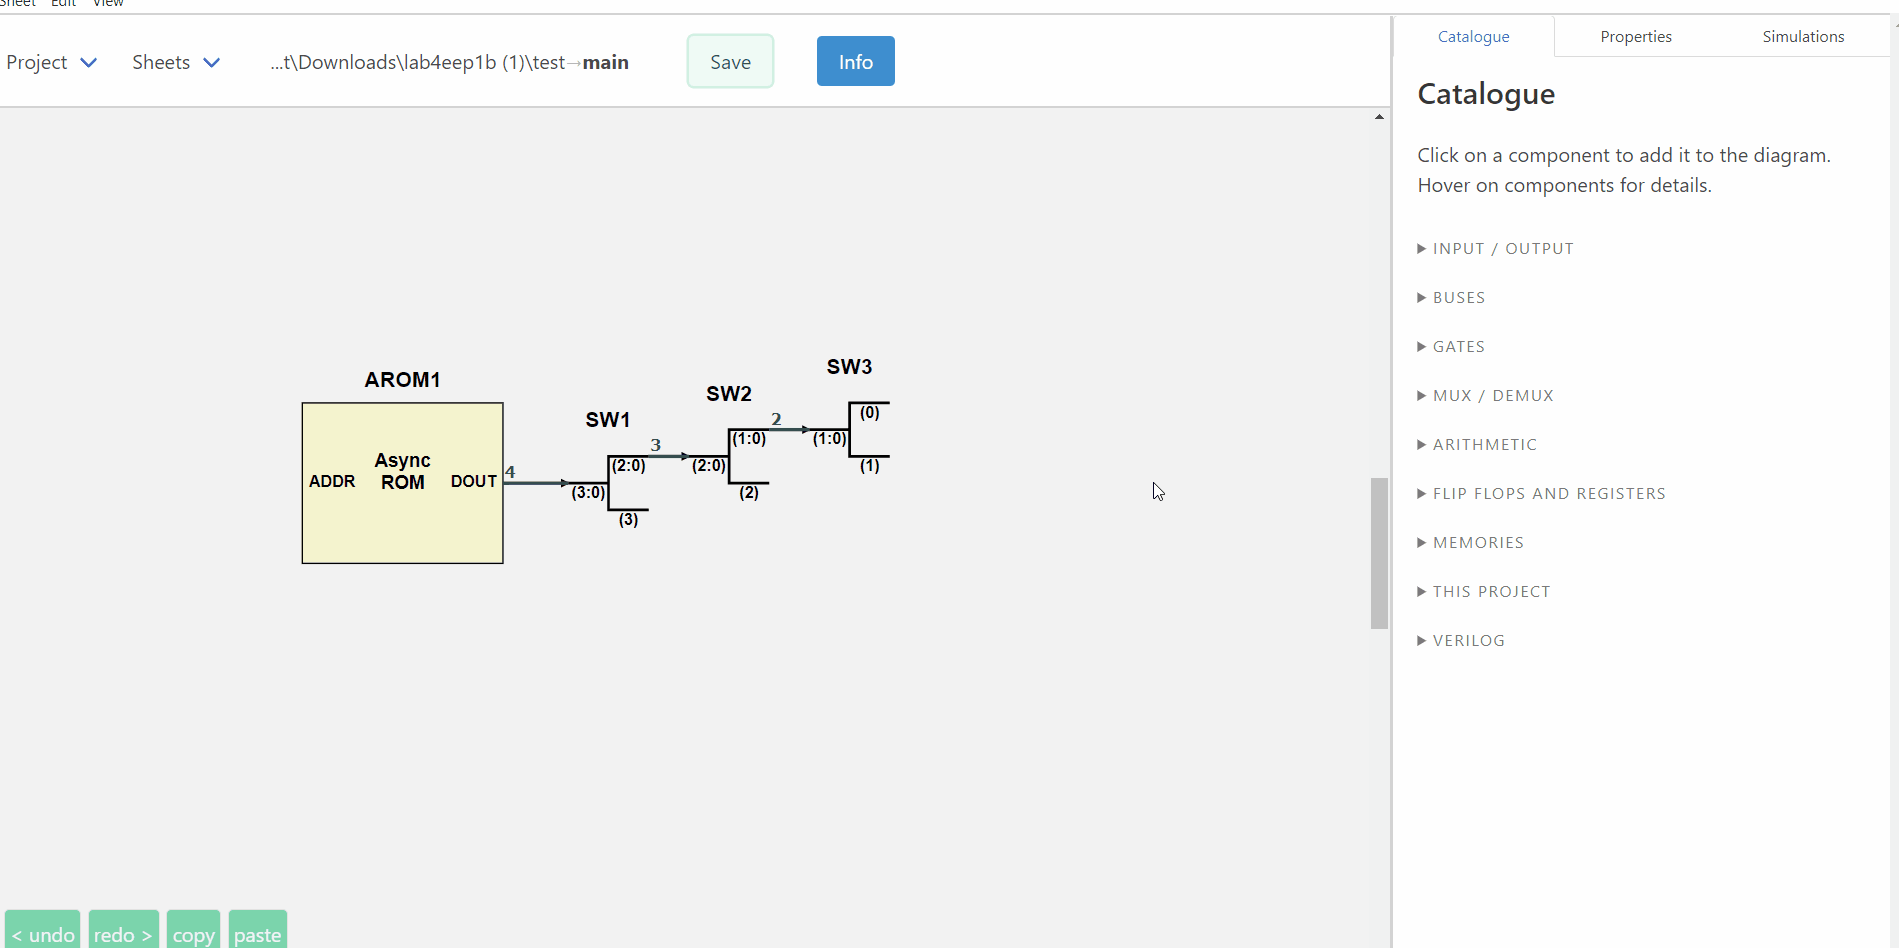 Sheet Edit View
Project Sheets ...t\Downloads\lab4eep1b (1)\test→main Save Info
Catalogue Properties Simulations
Catalogue
Click on a component to add it to the diagram.
Hover on components for details.
▶ INPUT / OUTPUT
▶ BUSES
▶ GATES
▶ MUX / DEMUX
▶ ARITHMETIC
▶ FLIP FLOPS AND REGISTERS
▶ MEMORIES
▶ THIS PROJECT
▶ VERILOG
AROM1
Async
ROM
ADDR
DOUT
4
SW1
(3:0)
(2:0)
(3)
3
SW2
(2:0)
(1:0)
(2)
2
SW3
(1:0)
(0)
(1)
< undo redo > copy paste